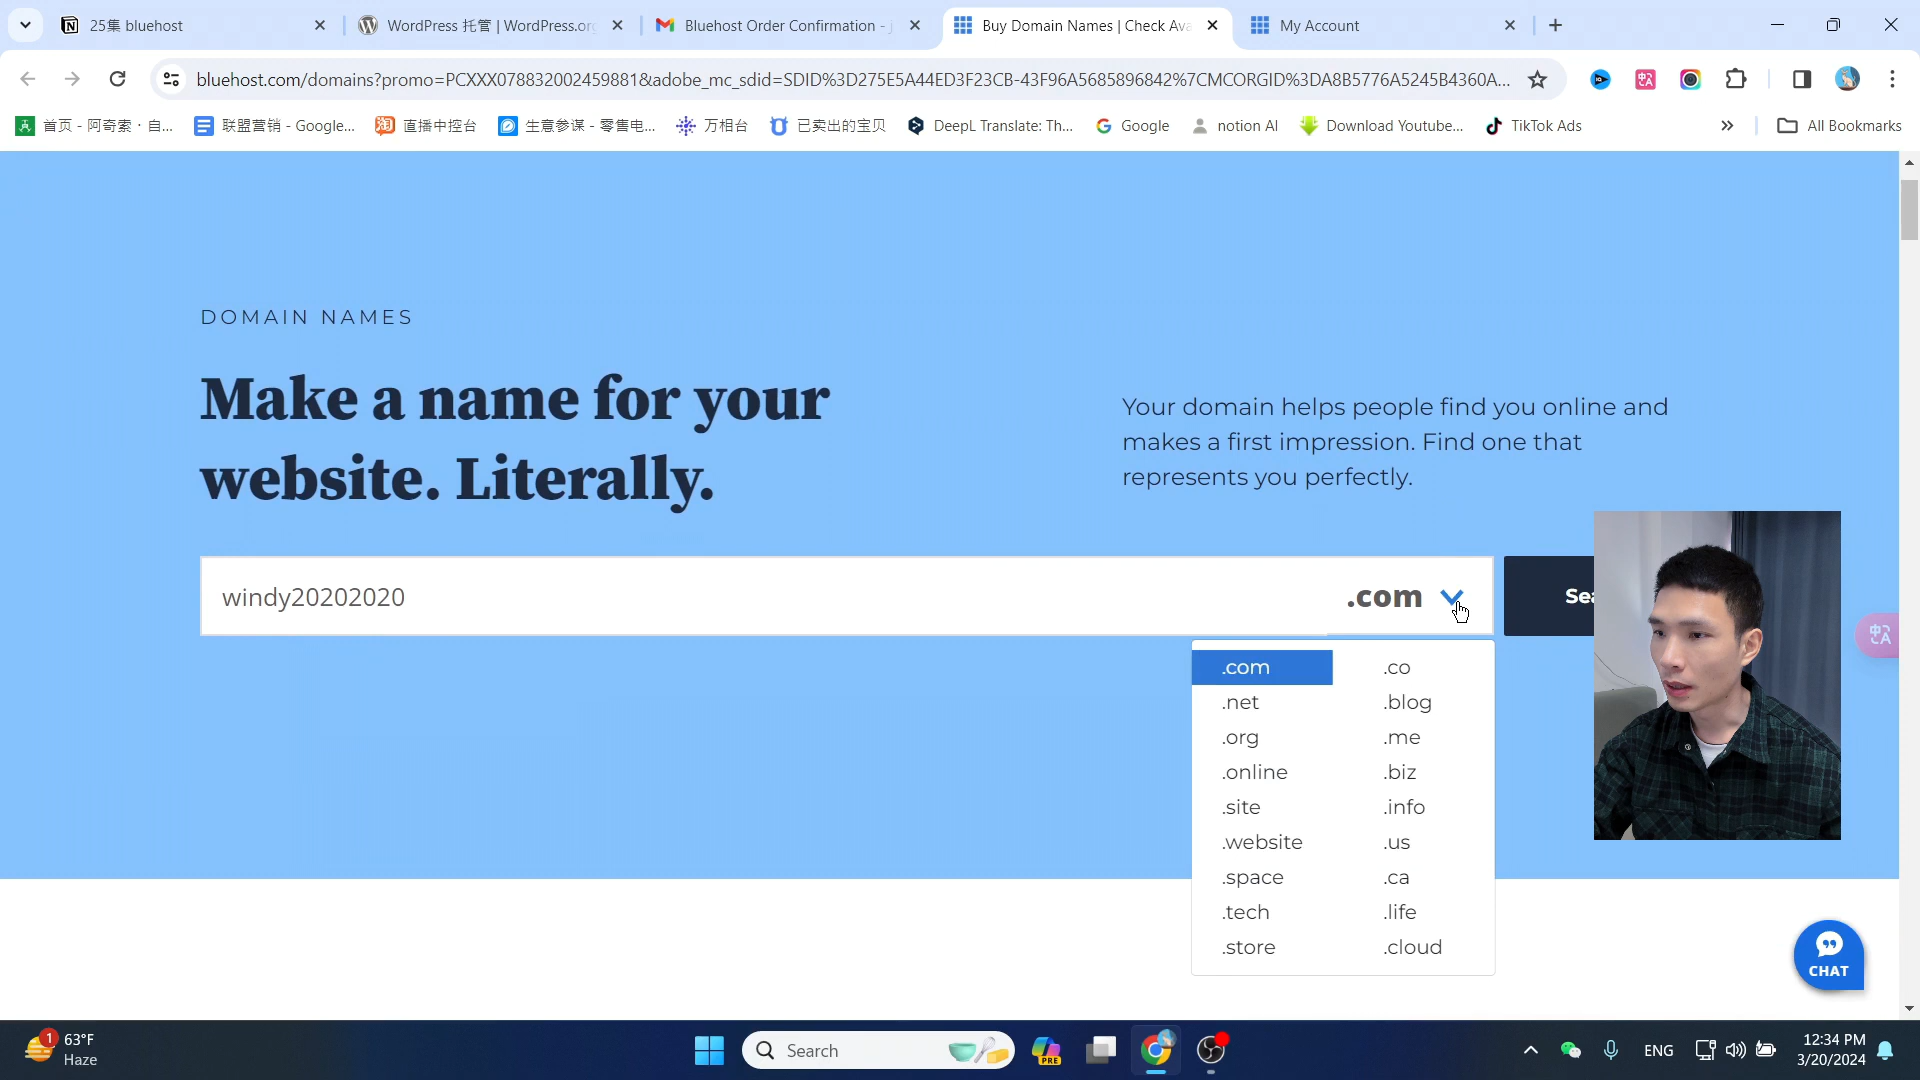 25集 bluehost
WordPress 托管 | WordPress.or
Bluehost Order Confirmation - j
Buy Domain Names | Check Ava
My Account
bluehost.com/domains?promo=PCXXX078832002459881&adobe_mc_sdid=SDID%3D275E5A44ED3F23CB-43F96A5685896842%7CMCORGID%3DA8B5776A5245B4360A...
首页 - 阿奇索 · 自...
联盟营销 - Google...
直播中控台
生意参谋 - 零售电...
万相台
已卖出的宝贝
DeepL Translate: Th...
Google
notion AI
Download Youtube...
TikTok Ads
All Bookmarks
DOMAIN NAMES
Make a name for your
website. Literally.
Your domain helps people find you online and
makes a first impression. Find one that
represents you perfectly.
windy20202020
.com
Sea
.com
.co
.net
.blog
.org
.me
.online
.biz
.site
.info
.website
.us
.space
.ca
.tech
.life
.store
.cloud
CHAT
1
63°F
Haze
Search
PRE
ENG
12:34 PM
3/20/2024